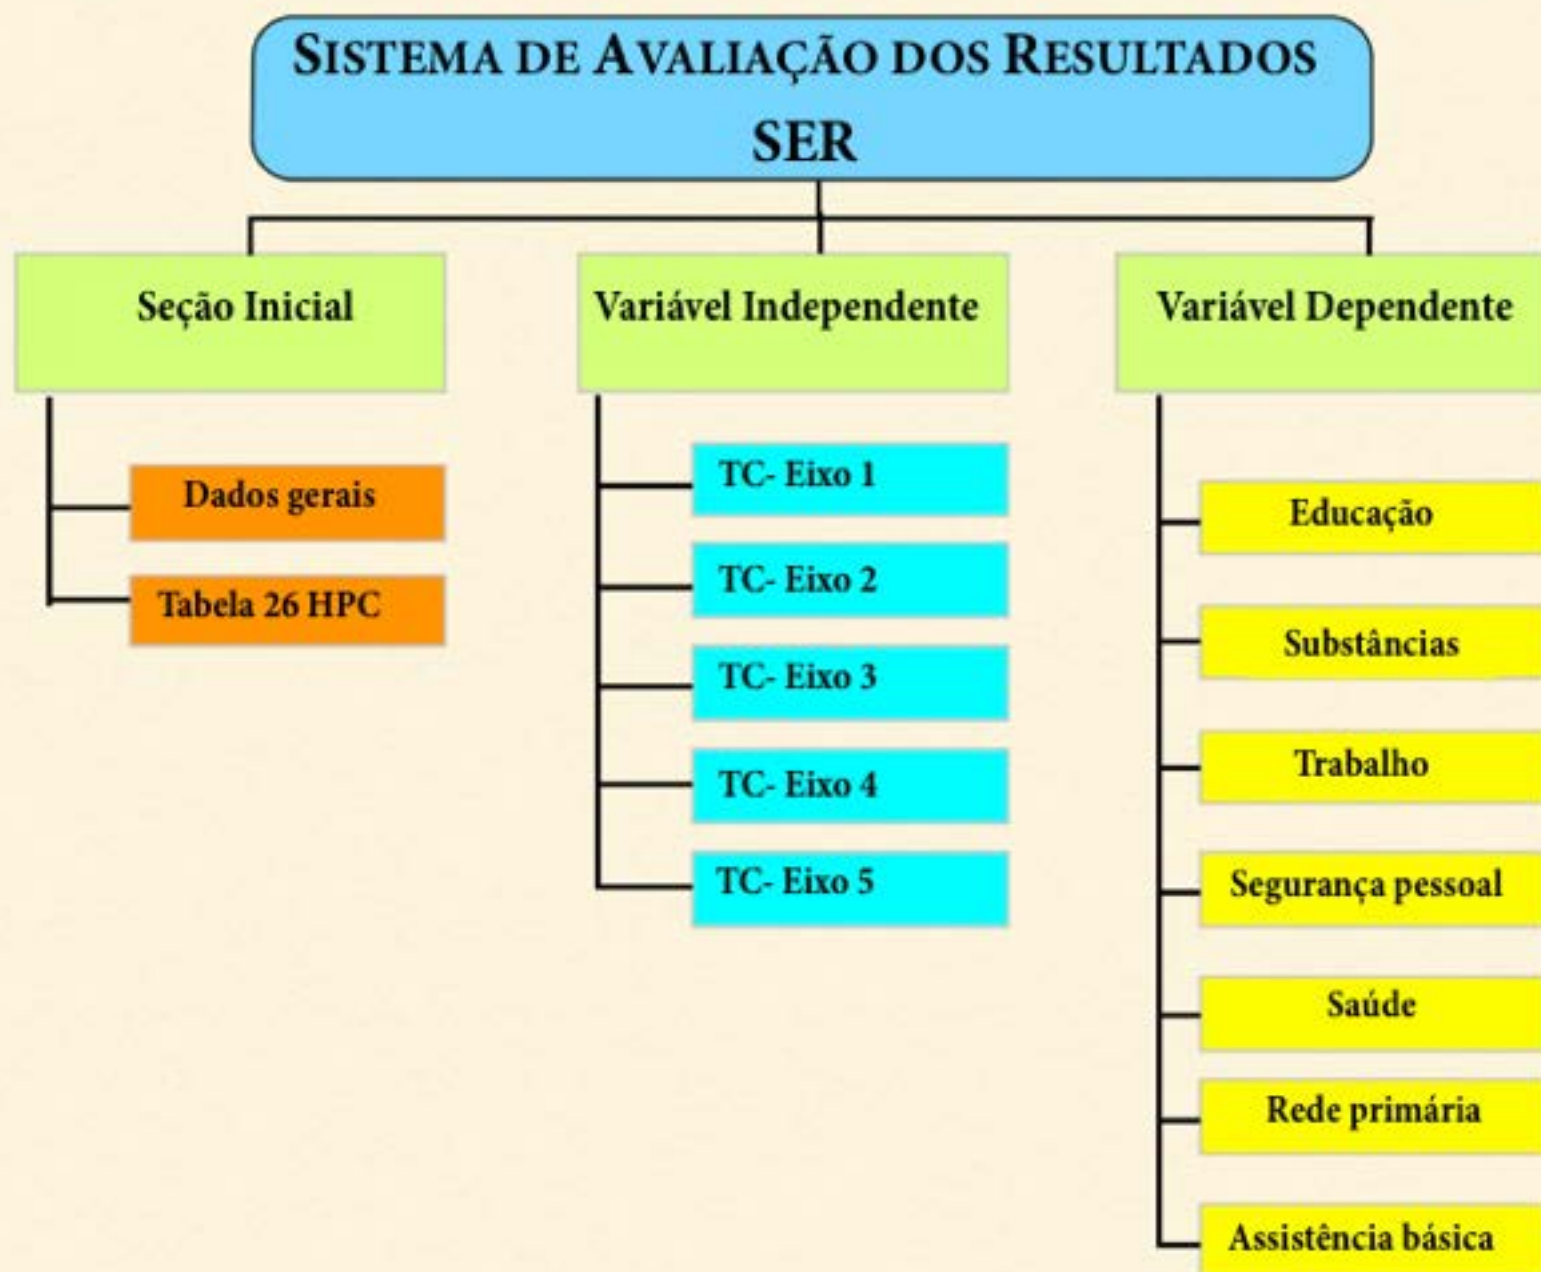 SISTEMA DE AVALIAÇÃO DOS RESULTADOS
SER
Seção Inicial
Dados gerais
Tabela 26 HPC
Variável Independente
TC- Eixo 1
TC- Eixo 2
TC- Eixo 3
TC- Eixo 4
TC- Eixo 5
Variável Dependente
Educação
Substâncias
Trabalho
Segurança pessoal
Saúde
Rede primária
Assistência básica